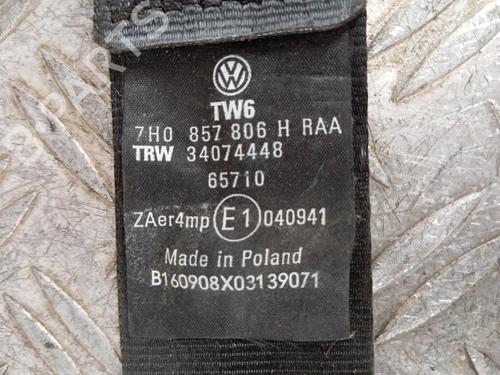 TW6
7H0 857 806 H RAA
TRW 34074448
65710
ZAer4mp E1 040941
Made in Poland
B160908X03139071